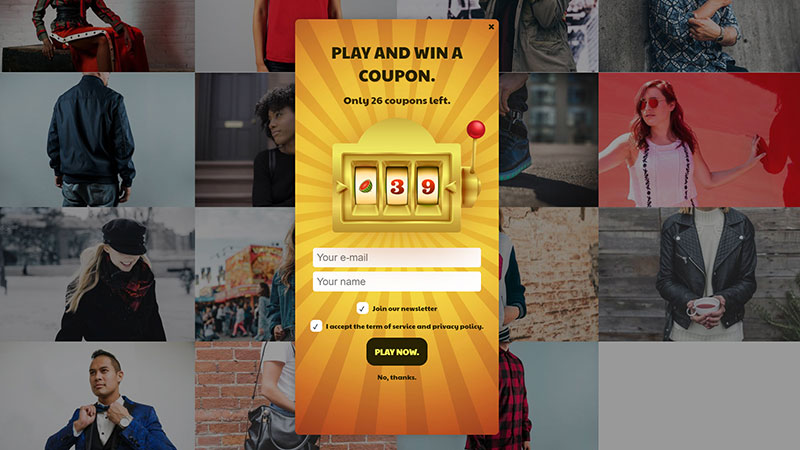 PLAY AND WIN A
COUPON.
Only 26 coupons left.
3 9
Your e-mail
Your name
Join our newsletter
I accept the term of service and privacy policy.
PLAY NOW.
No, thanks.